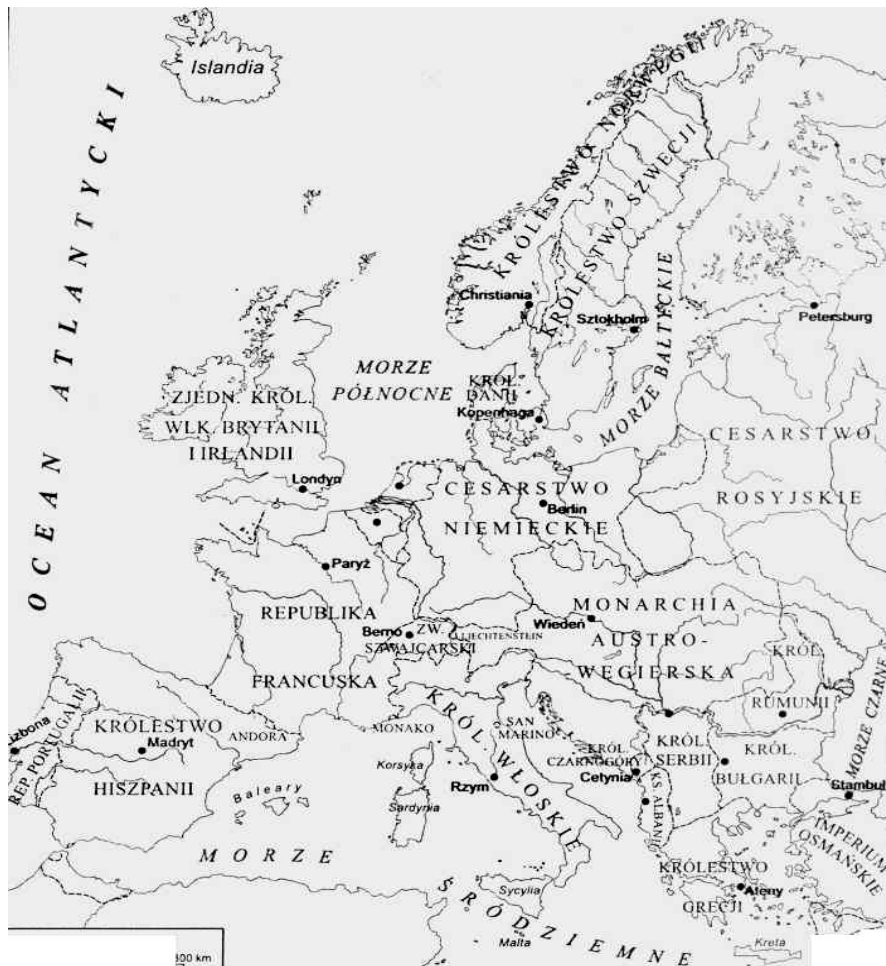 Islandia
OCEAN ATLANTYCKI
KRÓLESTWO NORWEGII
KRÓLESTWO SZWECJI
Christiania
Sztokholm
Petersburg
MORZE BAŁTYCKIE
MORZE
PÓŁNOCNE
KRÓL.
DANII
Kopenhaga
ZJEDN. KRÓL.
WLK. BRYTANII
I IRLANDII
Londyn
CESARSTWO
ROSYJSKIE
CESARSTWO
NIEMIECKIE
Berlin
Paryż
REPUBLIKA
FRANCUSKA
Berno
ZW.
SZWAJCARSKI
LIECHTENSTEIN
Wiedeń
MONARCHIA
AUSTRO-
WĘGIERSKA
KRÓL.
RUMUNII
MORZE CZARNE
REP. PORTUGALII
KRÓLESTWO
Madryt
HISZPANII
ANDORA
MONAKO
SAN
MARINO
KRÓL. WŁOSKIE
Korsyka
Rzym
Sardynia
Baleary
KRÓL.
CZARNOGÓRY
Cetynia
KRÓL.
SERBII
KRÓL.
BUŁGARII
KS. ALBANII
Stambuł
IMPERIUM
OSMAŃSKIE
KRÓLESTWO
GRECJI
Ateny
MORZE
ŚRÓDZIEMNE
Sycylia
Malta
Kreta